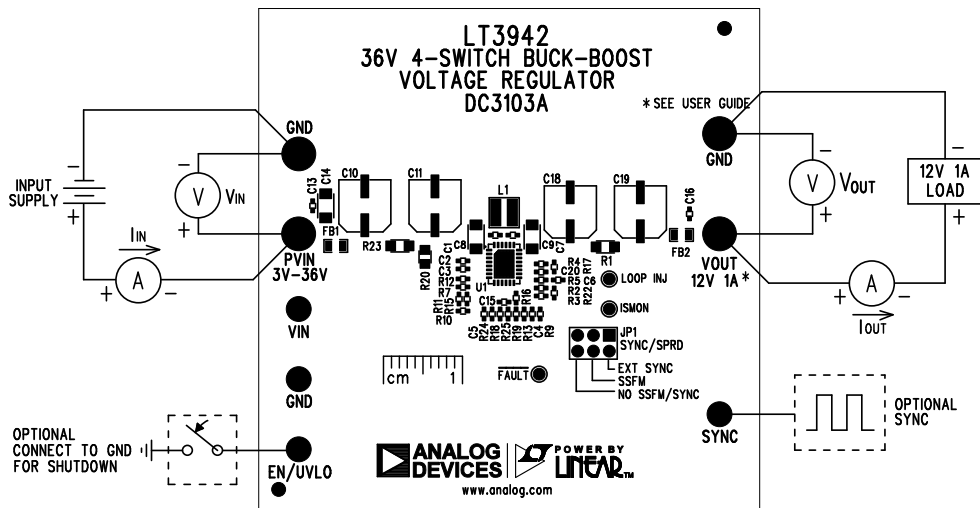 LT3942
36V 4-SWITCH BUCK-BOOST
VOLTAGE REGULATOR
DC3103A
* SEE USER GUIDE
GND
GND
INPUT
SUPPLY
−
+
−
V
+
VIN
IIN
A
+
−
PVIN
3V-36V
VIN
GND
EN/UVLO
OPTIONAL
CONNECT TO GND
FOR SHUTDOWN
C13
C14
C10
C11
L1
C18
C19
C16
FB1
R23
R20
C8
C1
C9
C7
R1
FB2
C2
C3
R12
R7
R11
R15
R10
U1
C15
R16
R4
C20
R5
R2
R3
R17
C6
R22
C5
R24
R18
R25
R19
R13
C4
R9
LOOP INJ
ISMON
JP1
SYNC/SPRD
EXT SYNC
SSFM
NO SSFM/SYNC
FAULT
cm
1
VOUT
12V 1A *
−
V
+
VOUT
−
12V 1A
LOAD
+
+
A
−
IOUT
SYNC
OPTIONAL
SYNC
ANALOG
DEVICES
LT
POWER BY
LINEAR™
www.analog.com